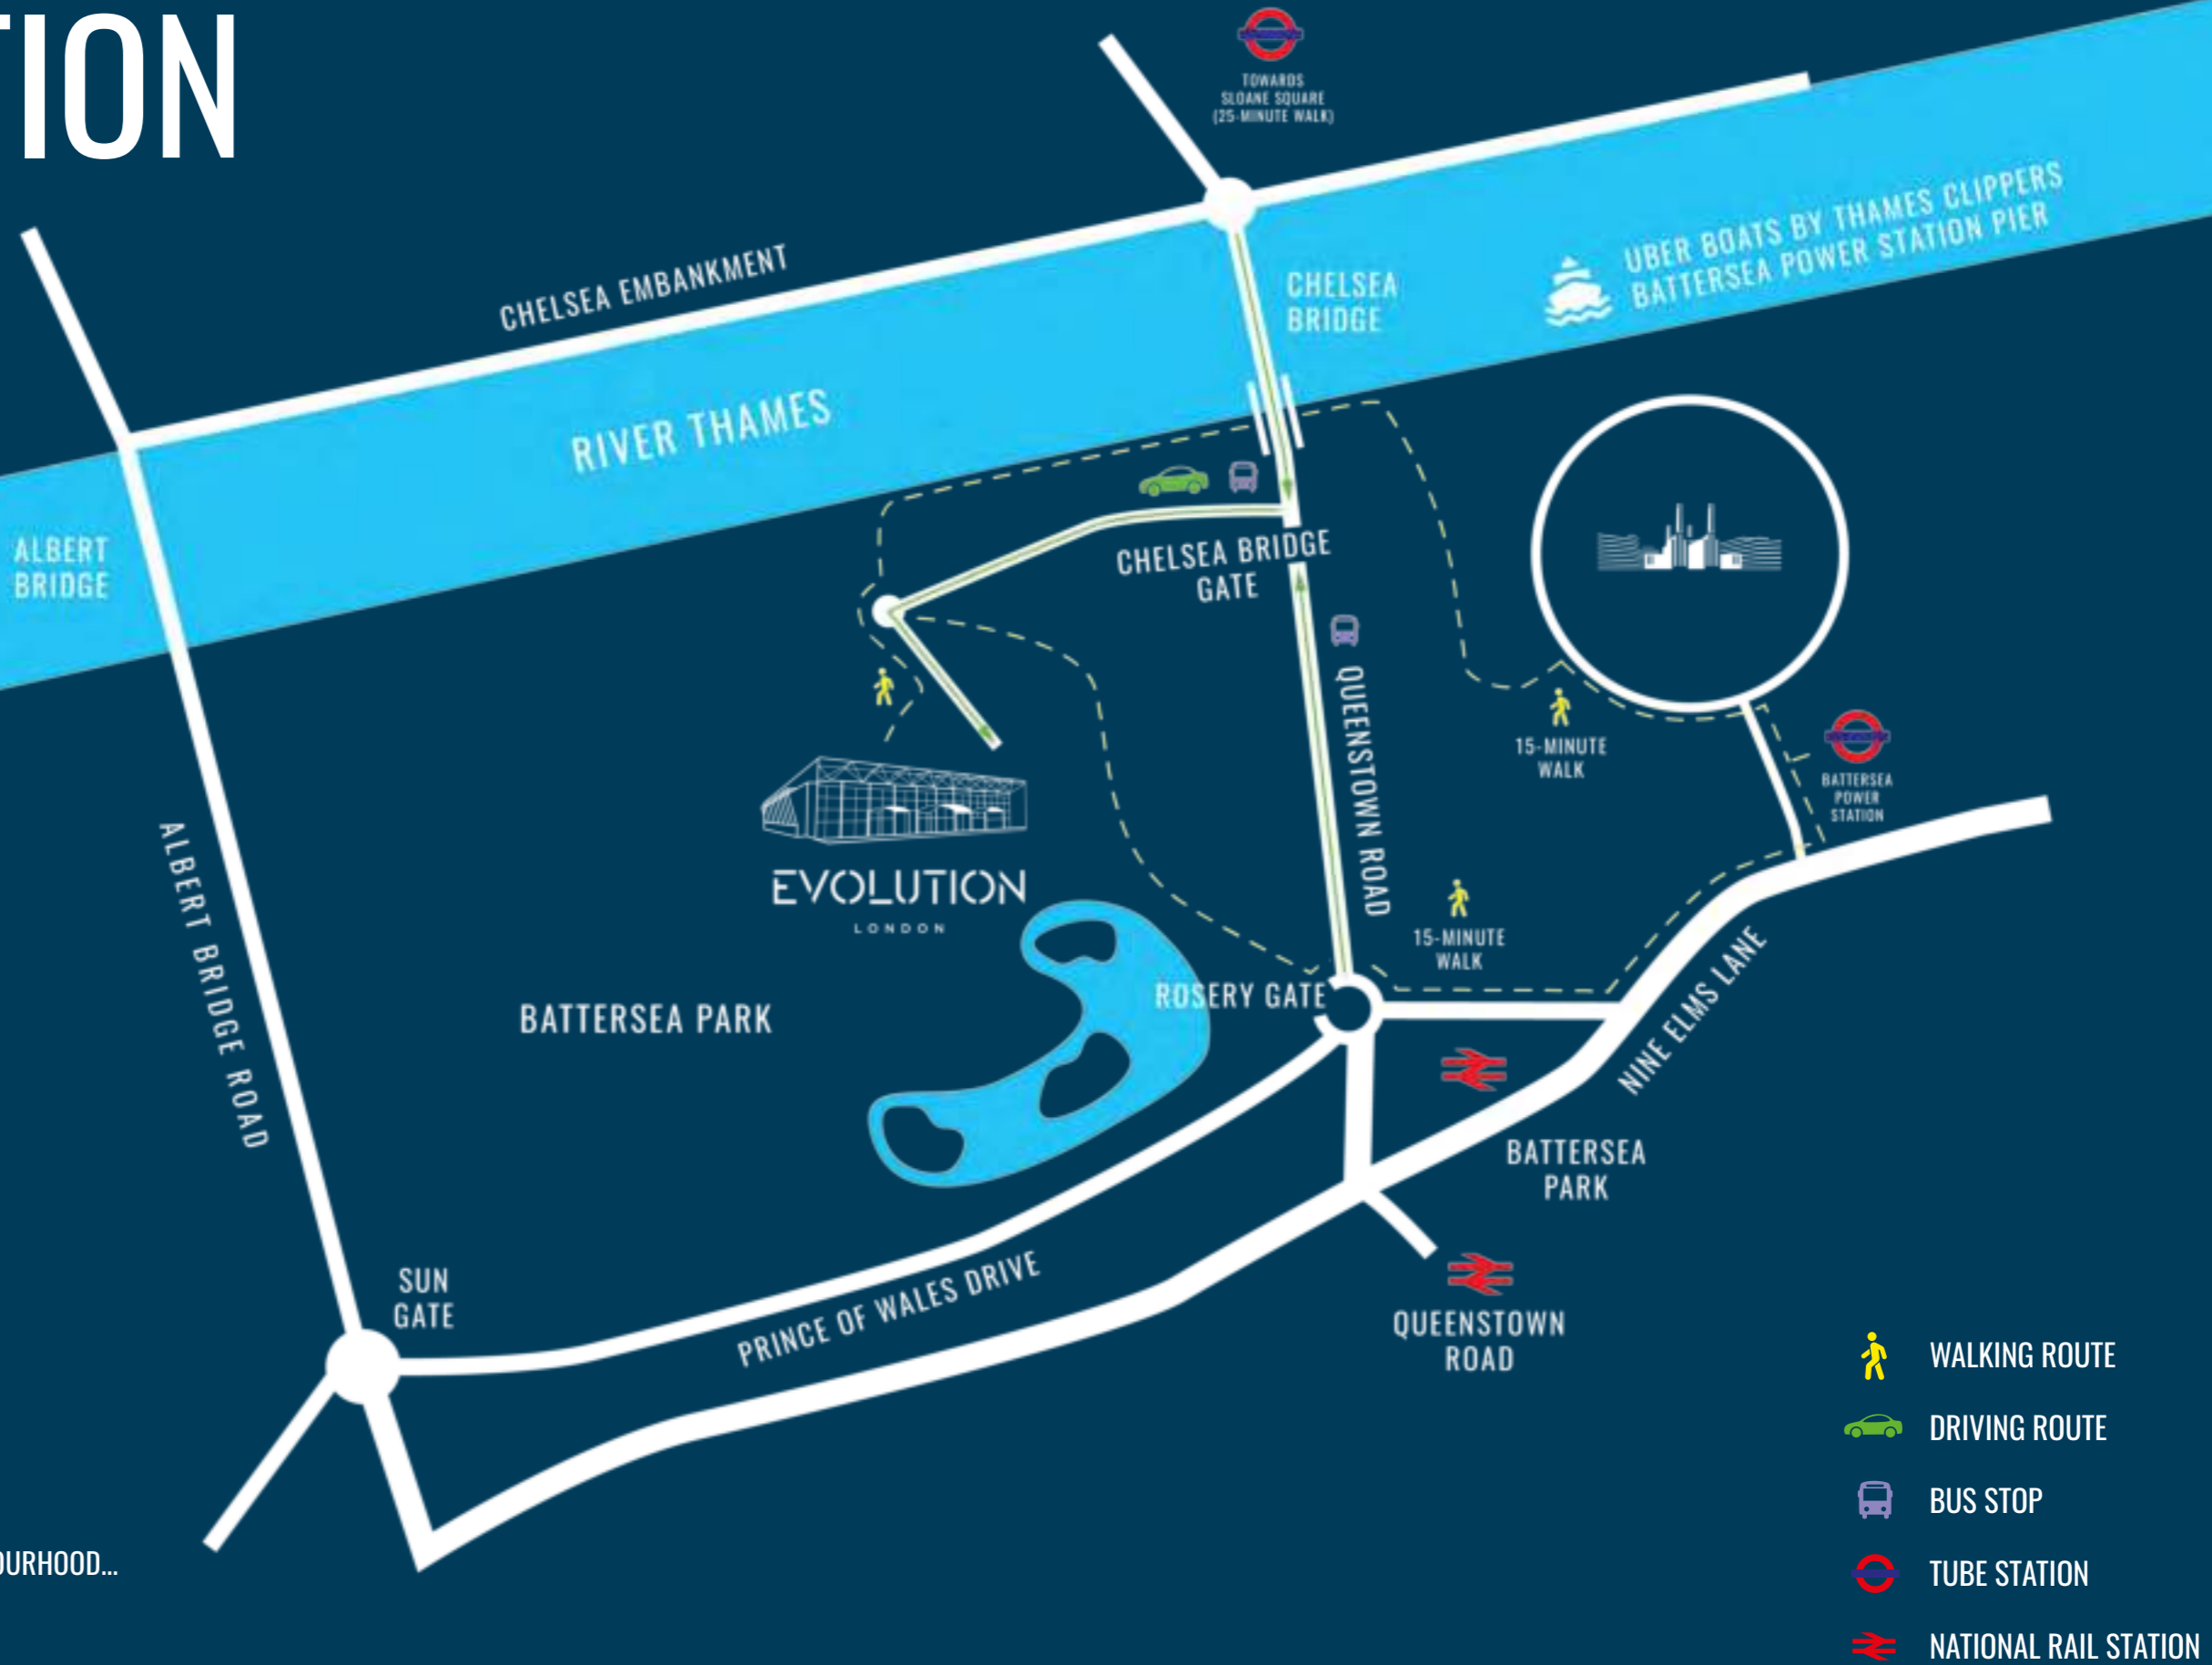 TION
TOWARDS
SLOANE SQUARE
(25-MINUTE WALK)
CHELSEA EMBANKMENT
CHELSEA
BRIDGE
UBER BOATS BY THAMES CLIPPERS
BATTERSEA POWER STATION PIER
RIVER THAMES
ALBERT
BRIDGE
CHELSEA BRIDGE
GATE
QUEENSTOWN ROAD
15-MINUTE
WALK
BATTERSEA
POWER
STATION
ALBERT BRIDGE ROAD
EVOLUTION
LONDON
15-MINUTE
WALK
ROSERY GATE
BATTERSEA PARK
NINE ELMS LANE
BATTERSEA
PARK
SUN
GATE
PRINCE OF WALES DRIVE
QUEENSTOWN
ROAD
WALKING ROUTE
DRIVING ROUTE
BUS STOP
TUBE STATION
NATIONAL RAIL STATION
OURHOOD...